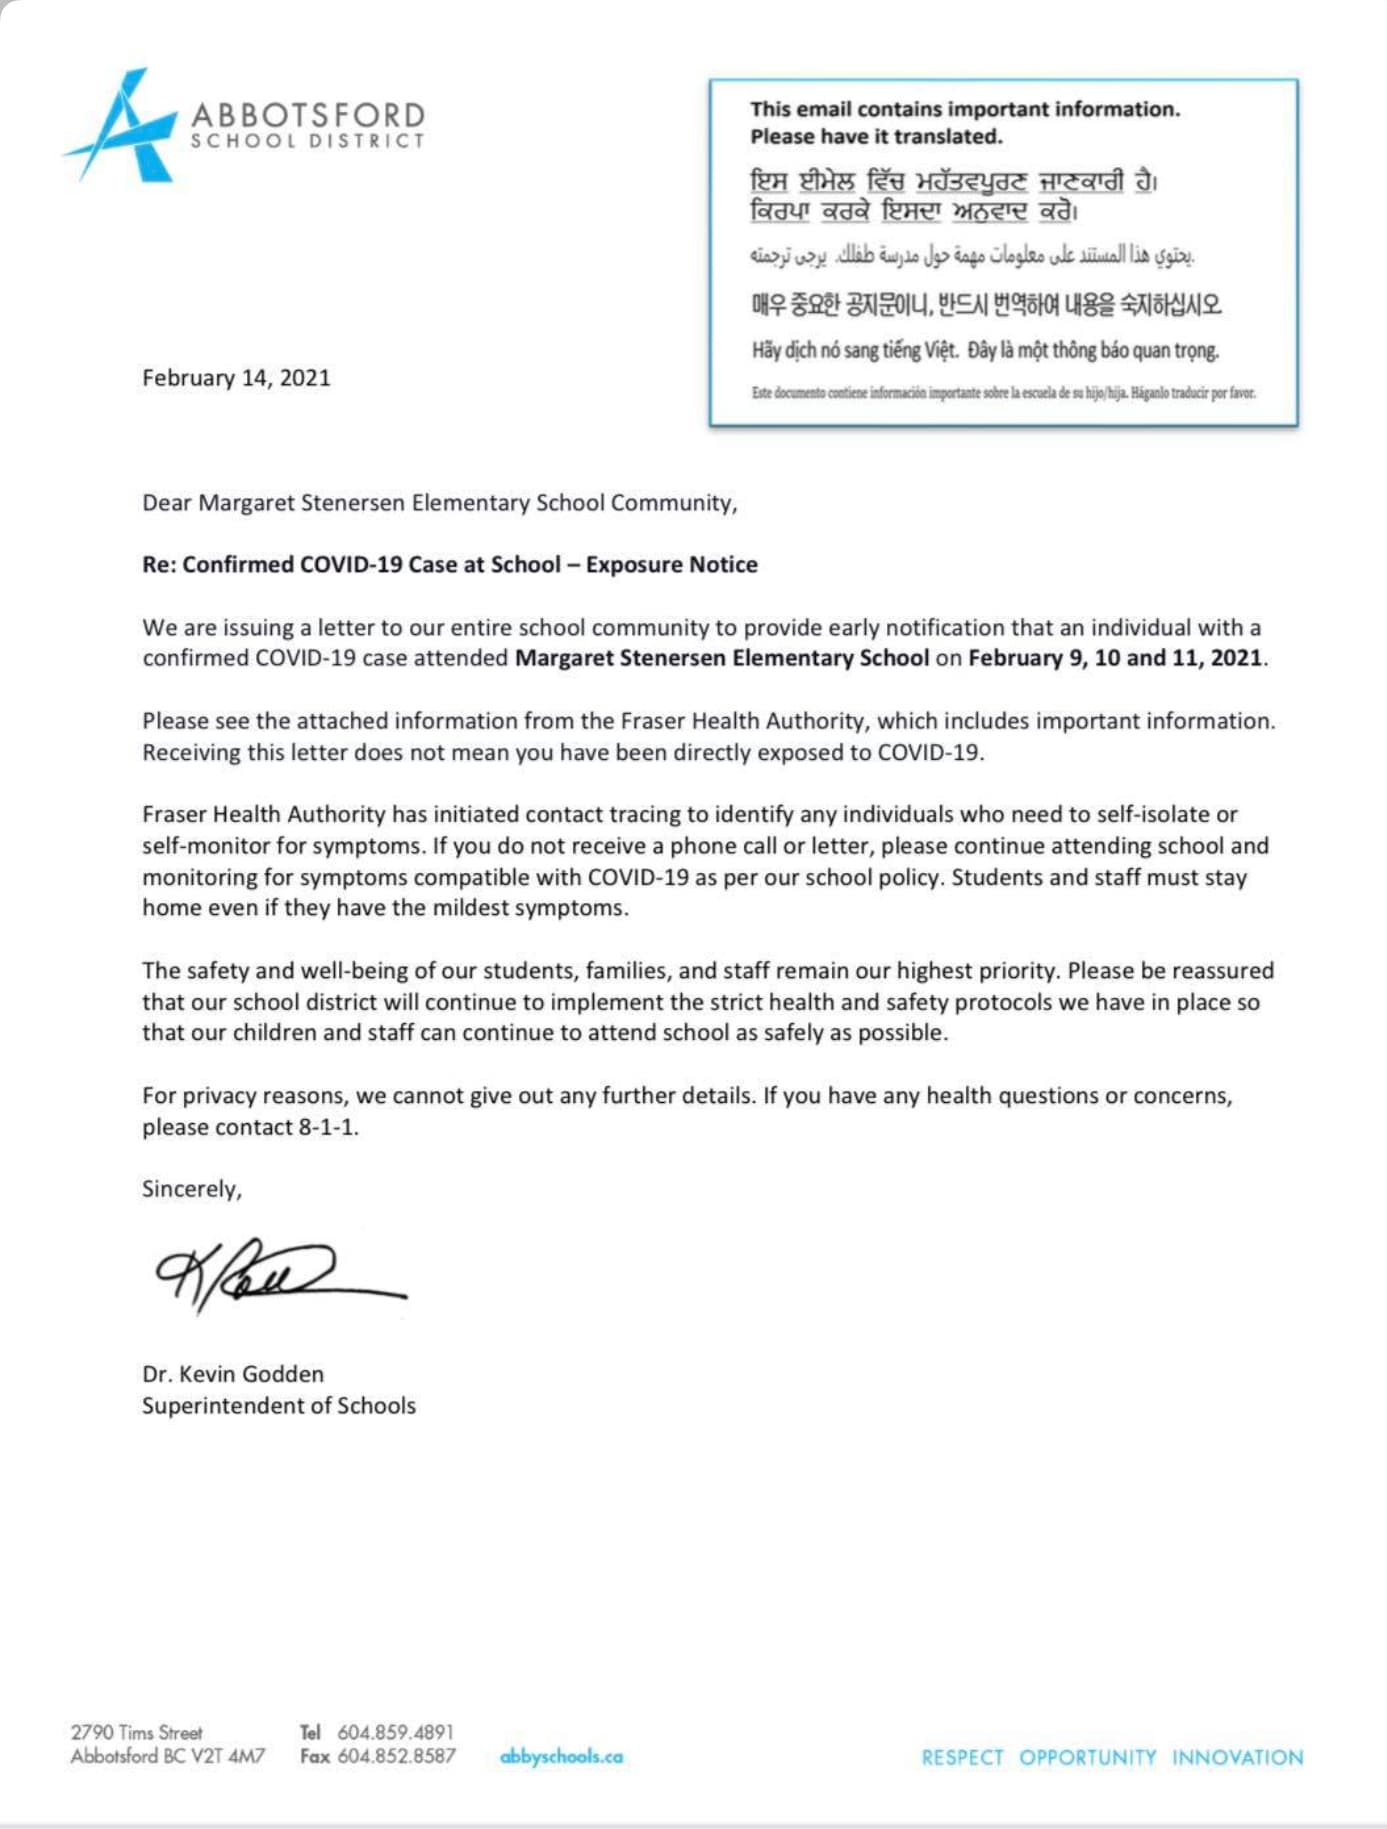 ABBOTSFORD
SCHOOL DISTRICT
This email contains important information.
Please have it translated.
ਇਸ ਈਮੇਲ ਵਿੱਚ ਮਹੱਤਵਪੂਰਣ ਜਾਣਕਾਰੀ ਹੈ।
ਕਿਰਪਾ ਕਰਕੇ ਇਸਦਾ ਅਨੁਵਾਦ ਕਰੋ।
يحتوي هذا المستند على معلومات مهمة حول مدرسة طفلك. يرجى ترجمته.
매우 중요한 공지문이니, 반드시 번역하여 내용을 숙지하십시오
Hãy dịch nó sang tiếng Việt. Đây là một thông báo quan trọng.
Este documento contiene información importante sobre la escuela de su hijo/hija. Háganlo traducir por favor.
February 14, 2021
Dear Margaret Stenersen Elementary School Community,
Re: Confirmed COVID-19 Case at School – Exposure Notice
We are issuing a letter to our entire school community to provide early notification that an individual with a
confirmed COVID-19 case attended Margaret Stenersen Elementary School on February 9, 10 and 11, 2021.
Please see the attached information from the Fraser Health Authority, which includes important information.
Receiving this letter does not mean you have been directly exposed to COVID-19.
Fraser Health Authority has initiated contact tracing to identify any individuals who need to self-isolate or
self-monitor for symptoms. If you do not receive a phone call or letter, please continue attending school and
monitoring for symptoms compatible with COVID-19 as per our school policy. Students and staff must stay
home even if they have the mildest symptoms.
The safety and well-being of our students, families, and staff remain our highest priority. Please be reassured
that our school district will continue to implement the strict health and safety protocols we have in place so
that our children and staff can continue to attend school as safely as possible.
For privacy reasons, we cannot give out any further details. If you have any health questions or concerns,
please contact 8-1-1.
Sincerely,
Dr. Kevin Godden
Superintendent of Schools
2790 Tims Street
Abbotsford BC V2T 4M7
Tel 604.859.4891
Fax 604.852.8587
abbyschools.ca
RESPECT OPPORTUNITY INNOVATION